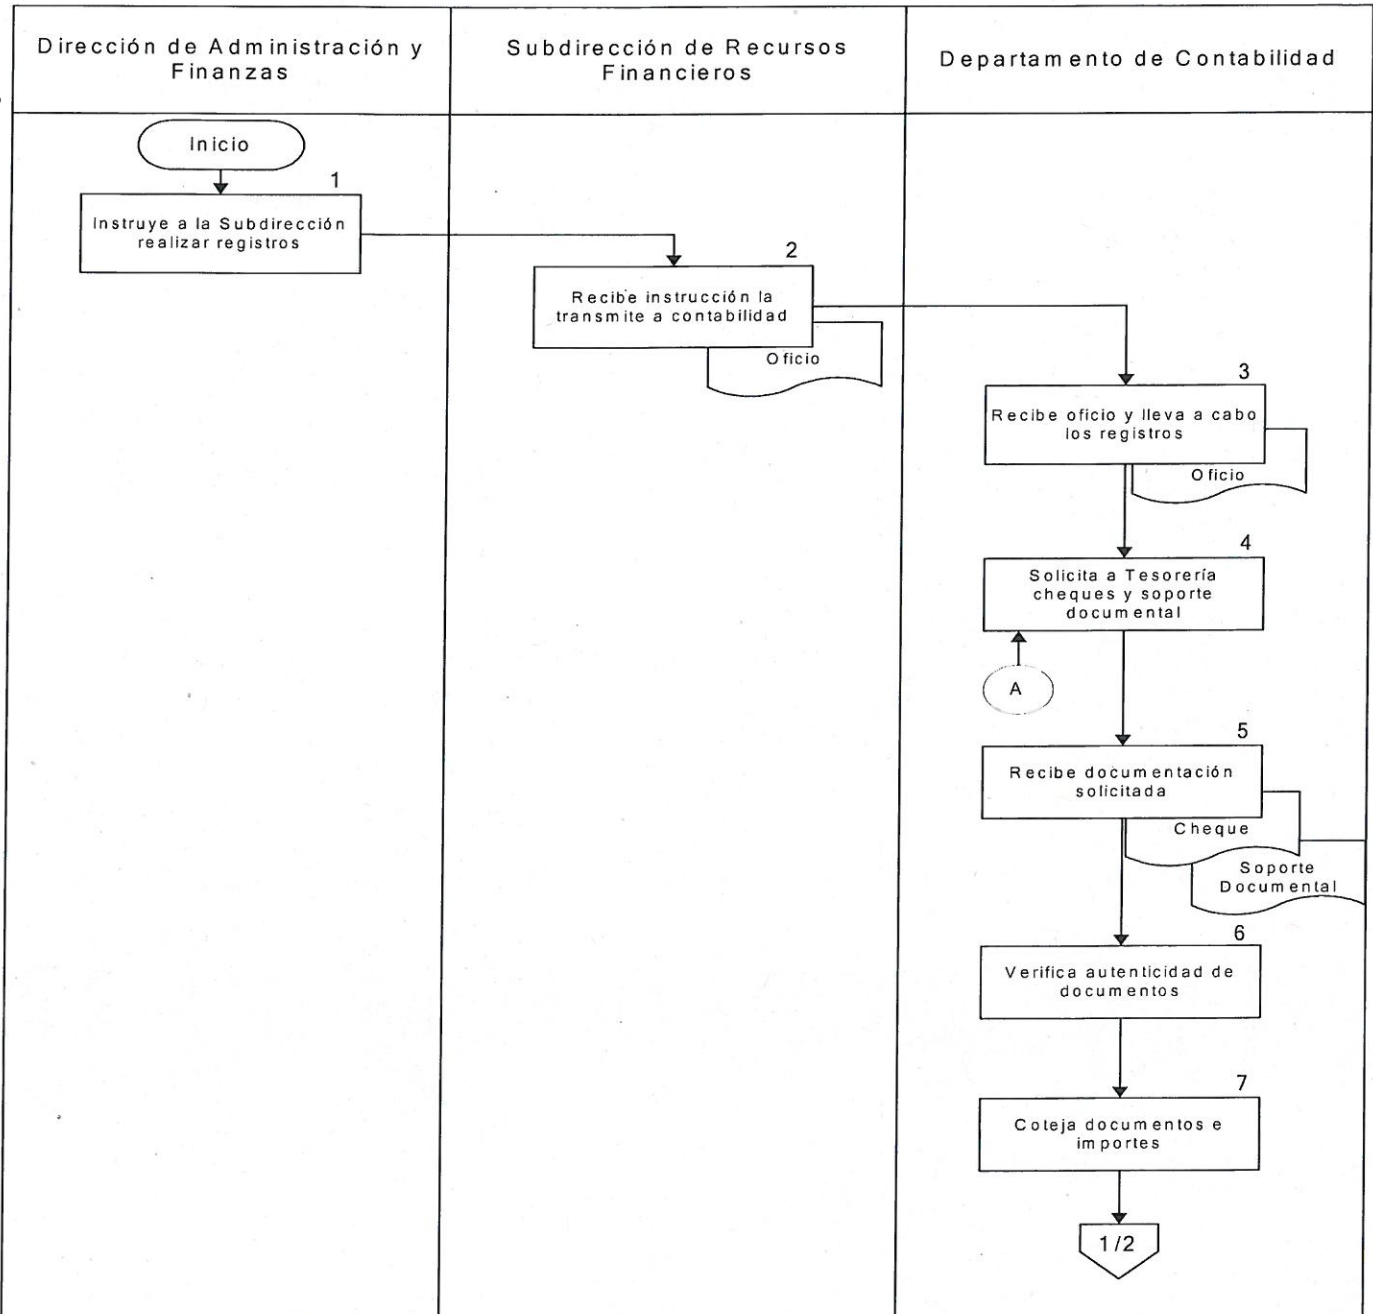 Dirección de Administración y
Finanzas
Subdirección de Recursos
Financieros
Departamento de Contabilidad
Inicio
1
Instruye a la Subdirección
realizar registros
2
Recibe instrucción la
transmite a contabilidad
Oficio
3
Recibe oficio y lleva a cabo
los registros
Oficio
4
Solicita a Tesorería
cheques y soporte
documental
A
5
Recibe documentación
solicitada
Cheque
Soporte
Documental
6
Verifica autenticidad de
documentos
7
Coteja documentos e
importes
1/2